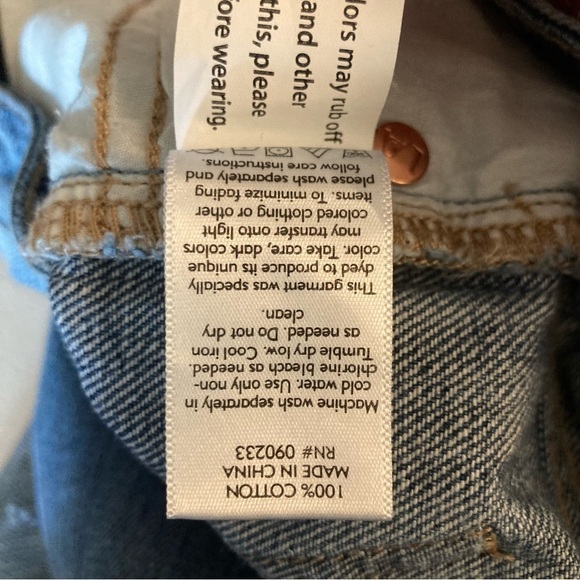 100% COTTON
MADE IN CHINA
RN# 090233
Machine wash separately in
cold water. Use only non-
chlorine bleach as needed.
Tumble dry low. Cool iron
as needed. Do not dry
clean.
This garment was specially
dyed to produce its unique
color. Take care, dark colors
may transfer onto light
colored clothing or other
items. To minimize fading
please wash separately and
follow care instructions.
lors may rub off
and other
this, please
fore wearing.